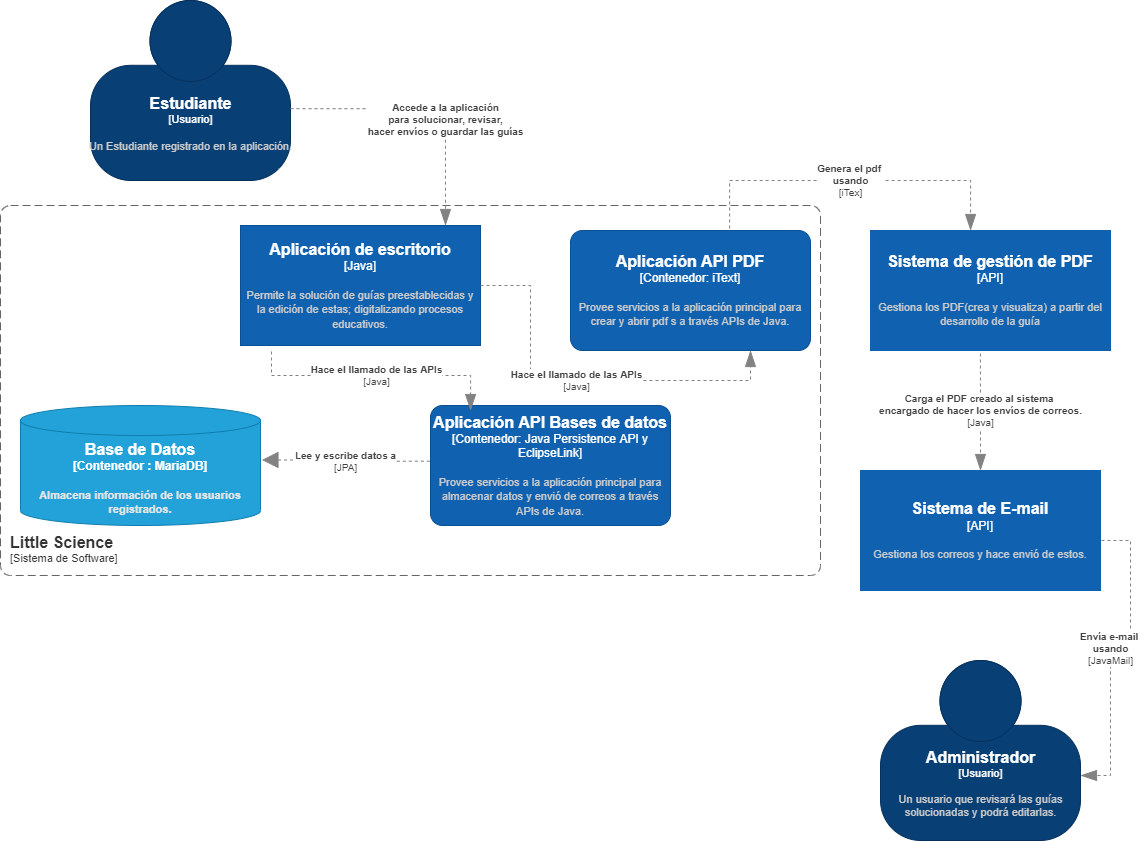 Estudiante
[Usuario]
Un Estudiante registrado en la aplicación
Accede a la aplicación
para solucionar, revisar,
hacer envíos o guardar las guías
Genera el pdf
usando
[iTex]
Aplicación de escritorio
[Java]
Permite la solución de guías preestablecidas y
la edición de estas; digitalizando procesos
educativos.
Aplicación API PDF
[Contenedor: iText]
Provee servicios a la aplicación principal para
crear y abrir pdf s a través APIs de Java.
Sistema de gestión de PDF
[API]
Gestiona los PDF(crea y visualiza) a partir del
desarrollo de la guía
Hace el llamado de las APIs
[Java]
Hace el llamado de las APIs
[Java]
Carga el PDF creado al sistema
encargado de hacer los envíos de correos.
[Java]
Base de Datos
[Contenedor : MariaDB]
Almacena información de los usuarios
registrados.
Lee y escribe datos a
[JPA]
Aplicación API Bases de datos
[Contenedor: Java Persistence API y
EclipseLink]
Provee servicios a la aplicación principal para
almacenar datos y envió de correos a través
APIs de Java.
Little Science
[Sistema de Software]
Sistema de E-mail
[API]
Gestiona los correos y hace envió de estos.
Envía e-mail
usando
[JavaMail]
Administrador
[Usuario]
Un usuario que revisará las guías
solucionadas y podrá editarlas.